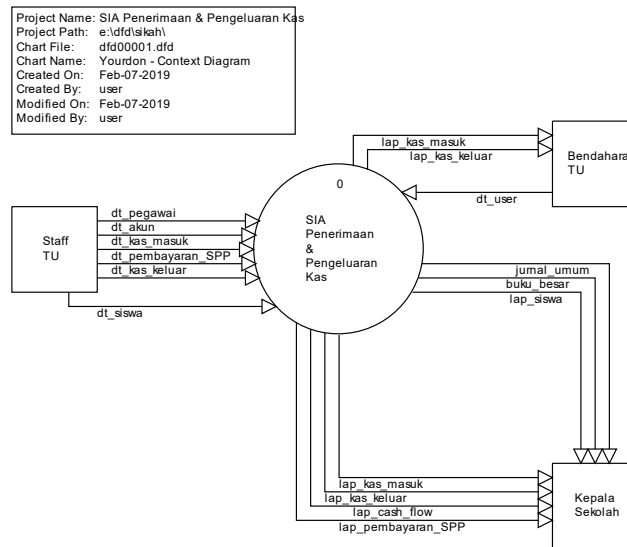 Project Name: SIA Penerimaan & Pengeluaran Kas
Project Path: e:\dfd\sikah\
Chart File: dfd00001.dfd
Chart Name: Yourdon - Context Diagram
Created On: Feb-07-2019
Created By: user
Modified On: Feb-07-2019
Modified By: user
lap_kas_masuk
lap_kas_keluar
Bendahara
TU
dt_user
0
SIA
Penerimaan
&
Pengeluaran
Kas
Staff
TU
dt_pegawai
dt_akun
dt_kas_masuk
dt_pembayaran_SPP
dt_kas_keluar
dt_siswa
jurnal_umum
buku_besar
lap_siswa
lap_kas_masuk
lap_kas_keluar
lap_cash_flow
lap_pembayaran_SPP
Kepala
Sekolah